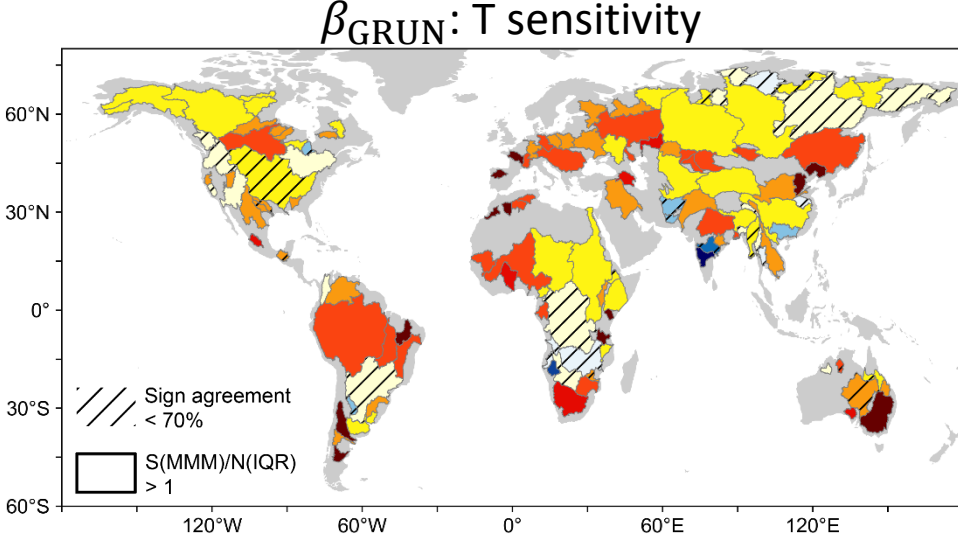 β_GRUN: T sensitivity
60°N
30°N
0°
30°S
60°S
Sign agreement
< 70%
S(MMM)/N(IQR)
> 1
120°W 60°W 0° 60°E 120°E